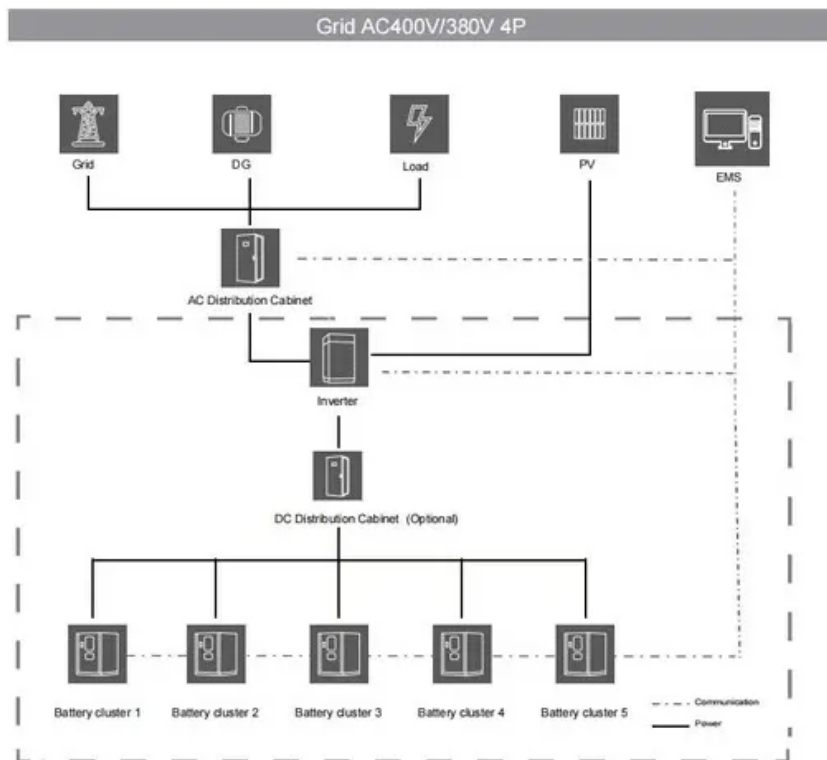 Grid AC400V/380V 4P
Grid
DG
Load
PV
EMS
AC Distribution Cabinet
Inverter
DC Distribution Cabinet (Optional)
Battery cluster 1
Battery cluster 2
Battery cluster 3
Battery cluster 4
Battery cluster 5
Communication
Power